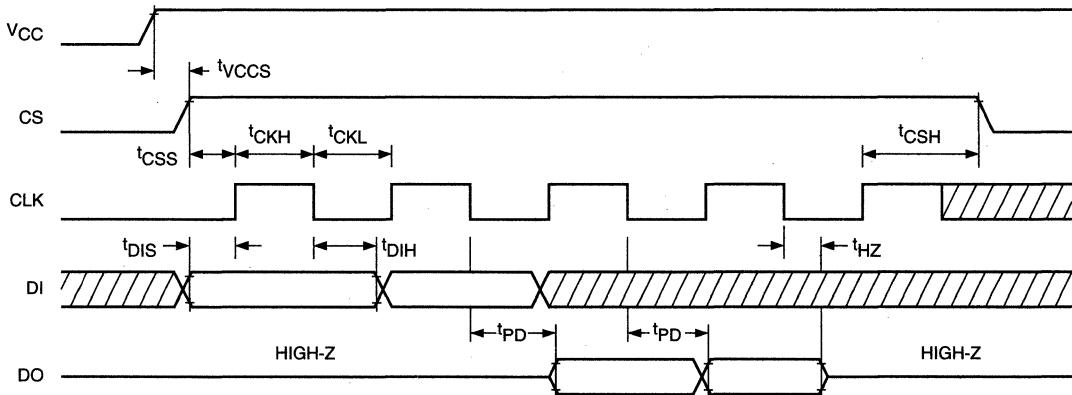 VCC
tVCCS
CS
tCSS
tCKH
tCKL
tCSH
CLK
tDIS
tDIH
tHZ
DI
tPD
tPD
HIGH-Z
HIGH-Z
DO